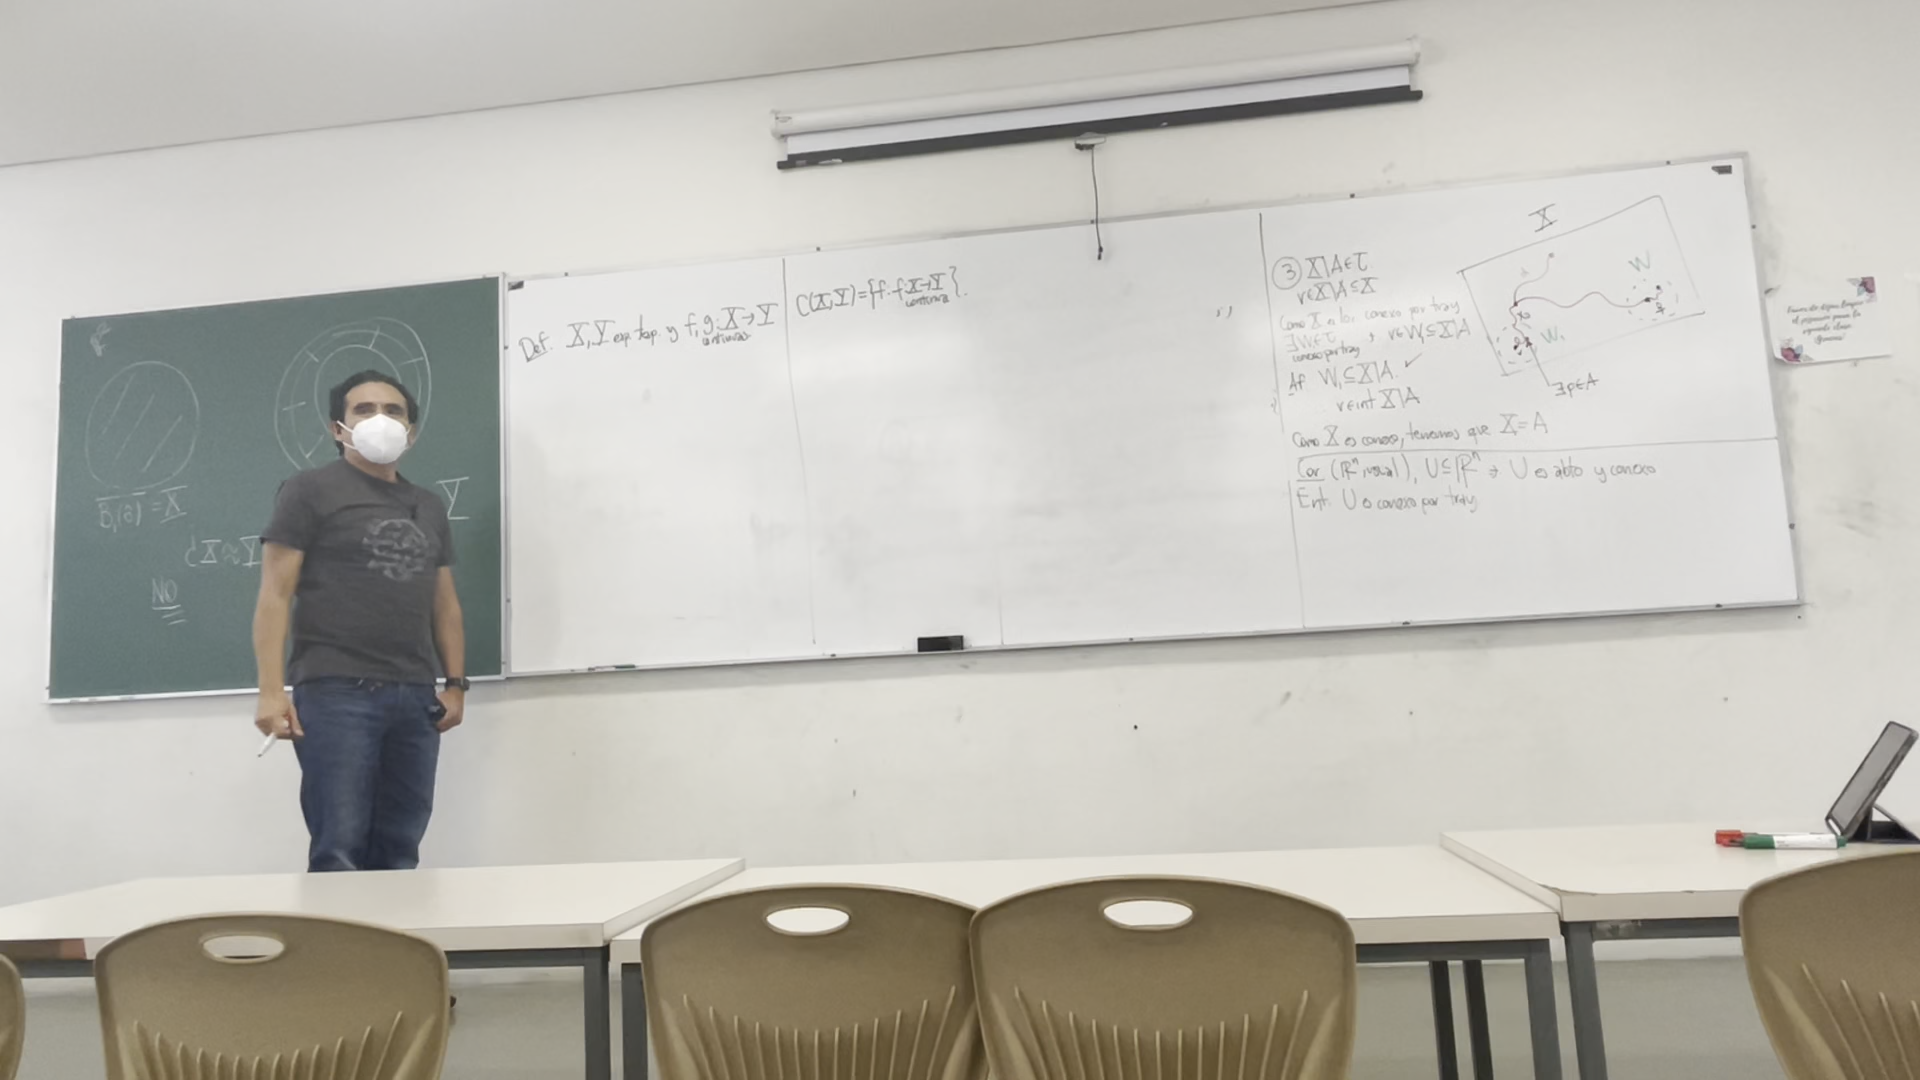 B₁(0) = X
Y
¿X≈Y
NO
Def. X,Y esp. top. y f,g: X→Y
continuas
C(X,Y)={f: f:X→Y}.
continua
③ X\A∈τ
r∈X\A⊆X
Como X es loc. conexo por tray
∃W₁∈τ, r∈W₁⊆X\A
conexo por tray
Af W₁⊆X\A. ✓
r∈int X\A
Como X es conexo, tenemos que X=A
X
W
x₀
W₁
∃p∈A
Cor (ℝⁿ,usual), U⊆ℝⁿ ∋ U es abto y conexo
Ent. U es conexo por tray.